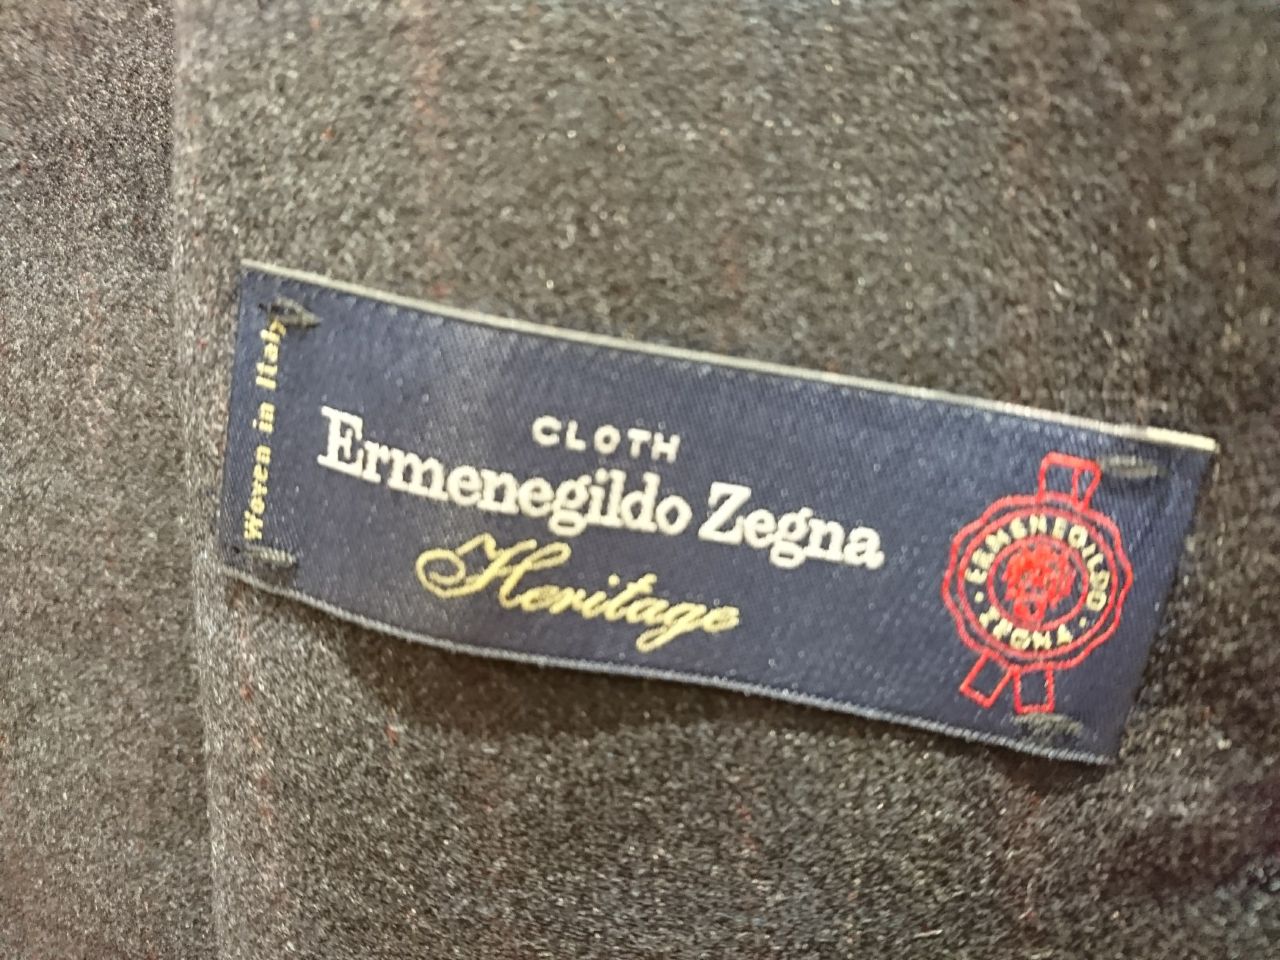 Woven in Italy
CLOTH
Ermenegildo Zegna
Heritage
ERMENEGILDO
· ZEGNA ·